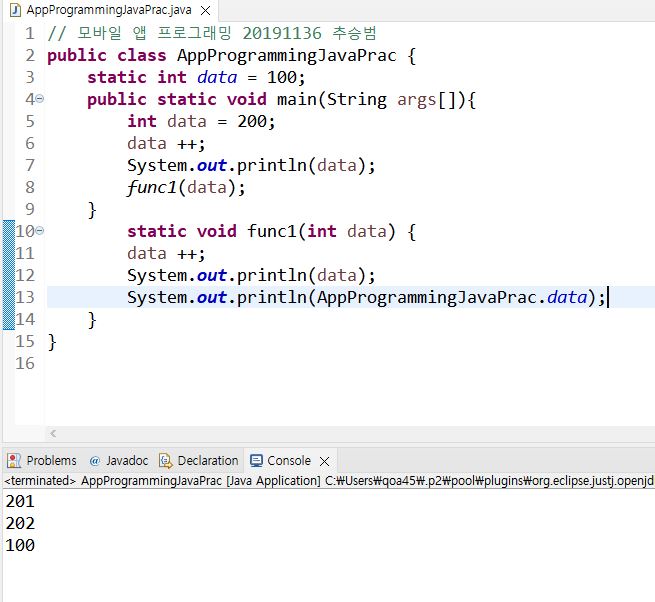 AppProgrammingJavaPrac.java
1 // 모바일 앱 프로그래밍 20191136 추승범
2 public class AppProgrammingJavaPrac {
3 static int data = 100;
4 public static void main(String args[]){
5 int data = 200;
6 data ++;
7 System.out.println(data);
8 func1(data);
9 }
10 static void func1(int data) {
11 data ++;
12 System.out.println(data);
13 System.out.println(AppProgrammingJavaPrac.data);
14 }
15 }
16
Problems @ Javadoc Declaration Console
<terminated> AppProgrammingJavaPrac [Java Application] C:₩Users₩qoa45₩.p2₩pool₩plugins₩org.eclipse.justj.openjd
201
202
100